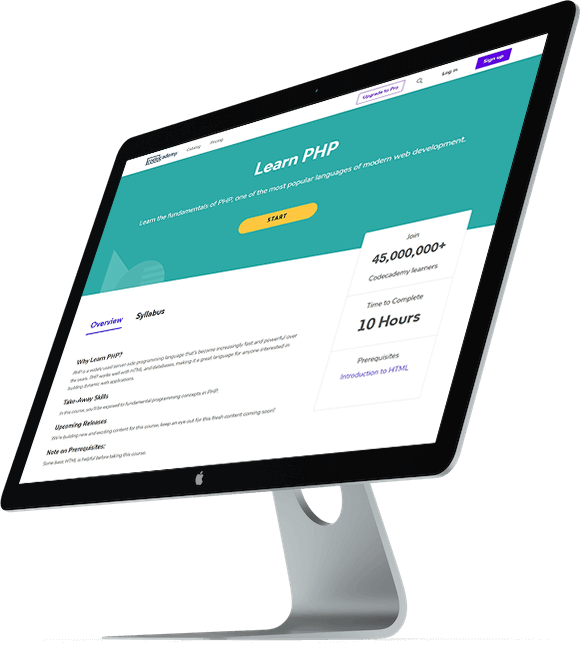 codecademy Catalog Pricing Upgrade to Pro Log in Sign up
Learn PHP
Learn the fundamentals of PHP, one of the most popular languages of modern web development.
START
Join
45,000,000+
Codecademy learners
Time to Complete
10 Hours
Prerequisites
Introduction to HTML
Overview Syllabus
Why Learn PHP?
PHP is a widely used server-side programming language that's become increasingly fast and powerful over
the years. PHP works well with HTML and databases, making it a great language for anyone interested in
building dynamic web applications.
Take-Away Skills
In this course, you'll be exposed to fundamental programming concepts in PHP.
Upcoming Releases
We're building new and exciting content for this course, keep an eye out for this fresh content coming soon!
Note on Prerequisites:
Some basic HTML is helpful before taking this course.